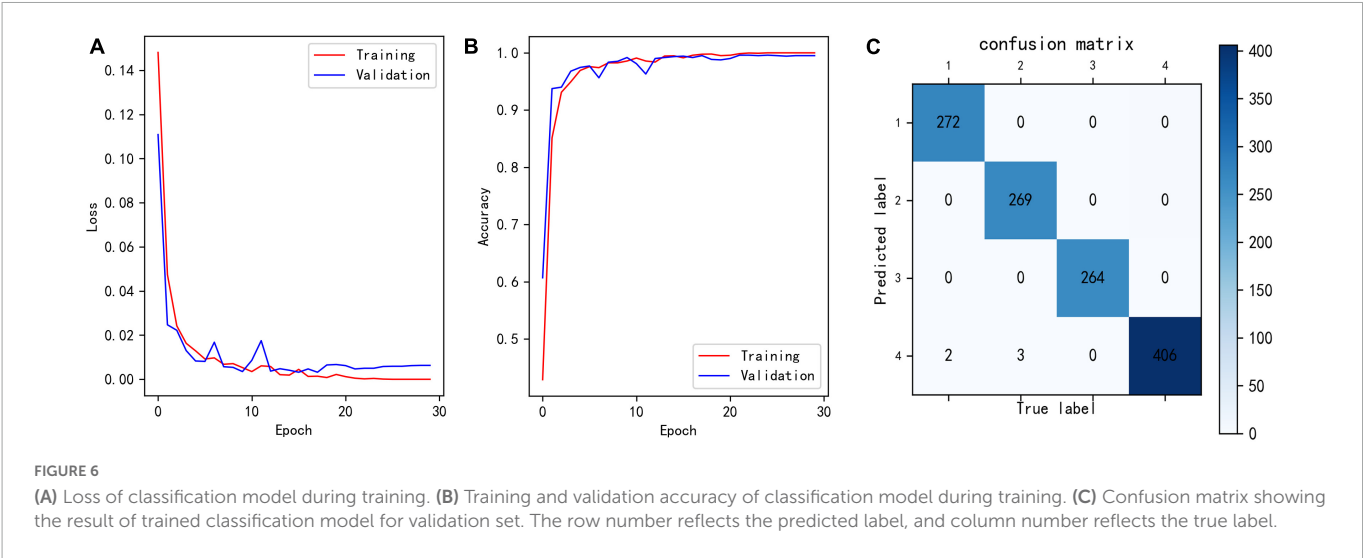 A
Training
Validation
0.14
0.12
0.10
0.08
0.06
0.04
0.02
0.00
Loss
0 10 20 30
Epoch
B
1.0
0.9
0.8
0.7
0.6
0.5
Accuracy
Training
Validation
0 10 20 30
Epoch
C
confusion matrix
1 2 3 4
1 272 0 0 0
2 0 269 0 0
3 0 0 264 0
4 2 3 0 406
Predicted label
True label
400
350
300
250
200
150
100
50
0
FIGURE 6
(A) Loss of classification model during training. (B) Training and validation accuracy of classification model during training. (C) Confusion matrix showing
the result of trained classification model for validation set. The row number reflects the predicted label, and column number reflects the true label.